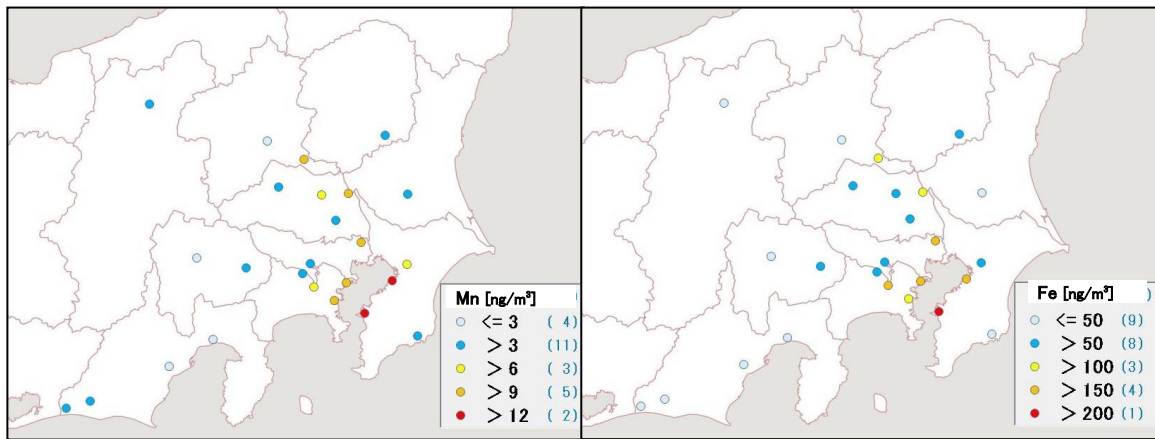 Mn [ng/m³]
<= 3 ( 4)
> 3 (11)
> 6 ( 3)
> 9 ( 5)
> 12 ( 2)
Fe [ng/m³]
<= 50 (9)
> 50 (8)
> 100 (3)
> 150 (4)
> 200 (1)